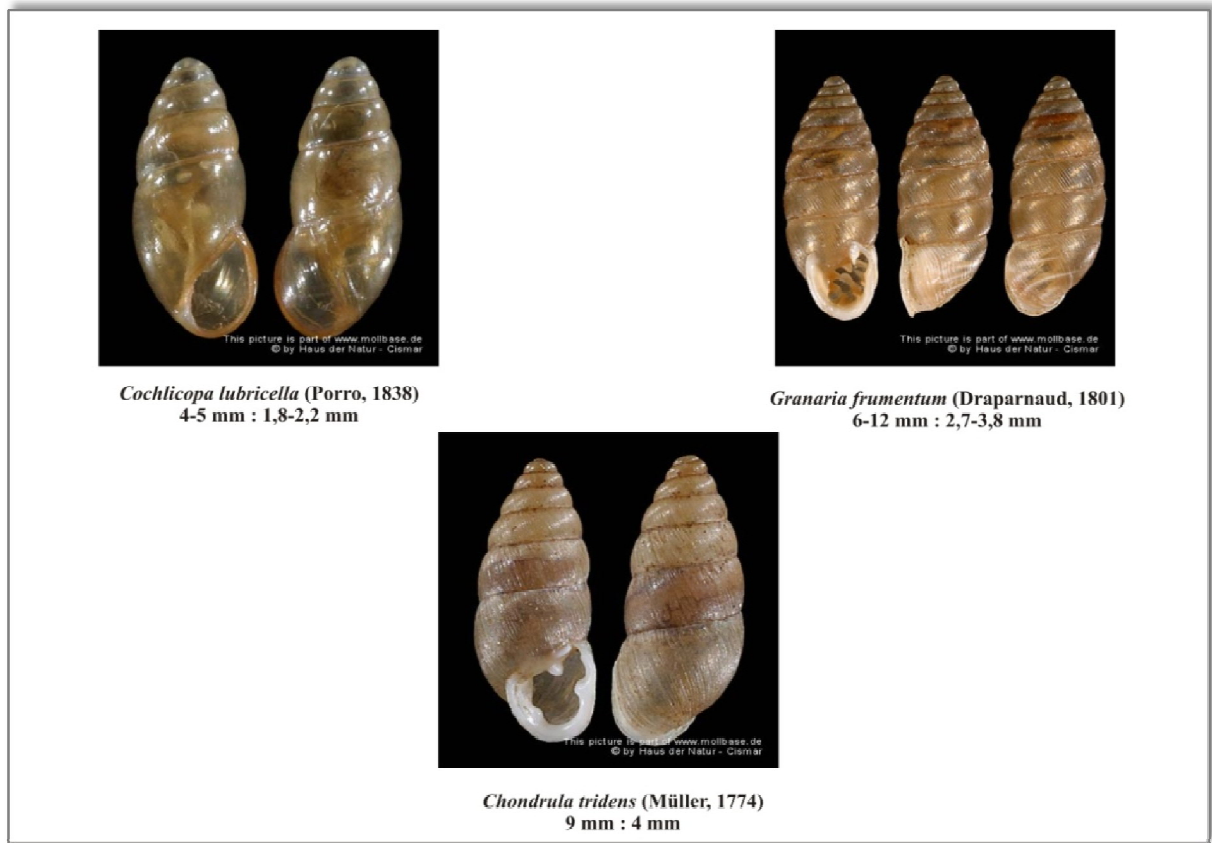 This picture is part of www.mollbase.de
© by Haus der Natur - Cismar
Cochlicopa lubricella (Porro, 1838)
4-5 mm : 1,8-2,2 mm
This picture is part of www.mollbase.de
© by Haus der Natur - Cismar
Granaria frumentum (Draparnaud, 1801)
6-12 mm : 2,7-3,8 mm
This picture is part of www.mollbase.de
© by Haus der Natur - Cismar
Chondrula tridens (Müller, 1774)
9 mm : 4 mm